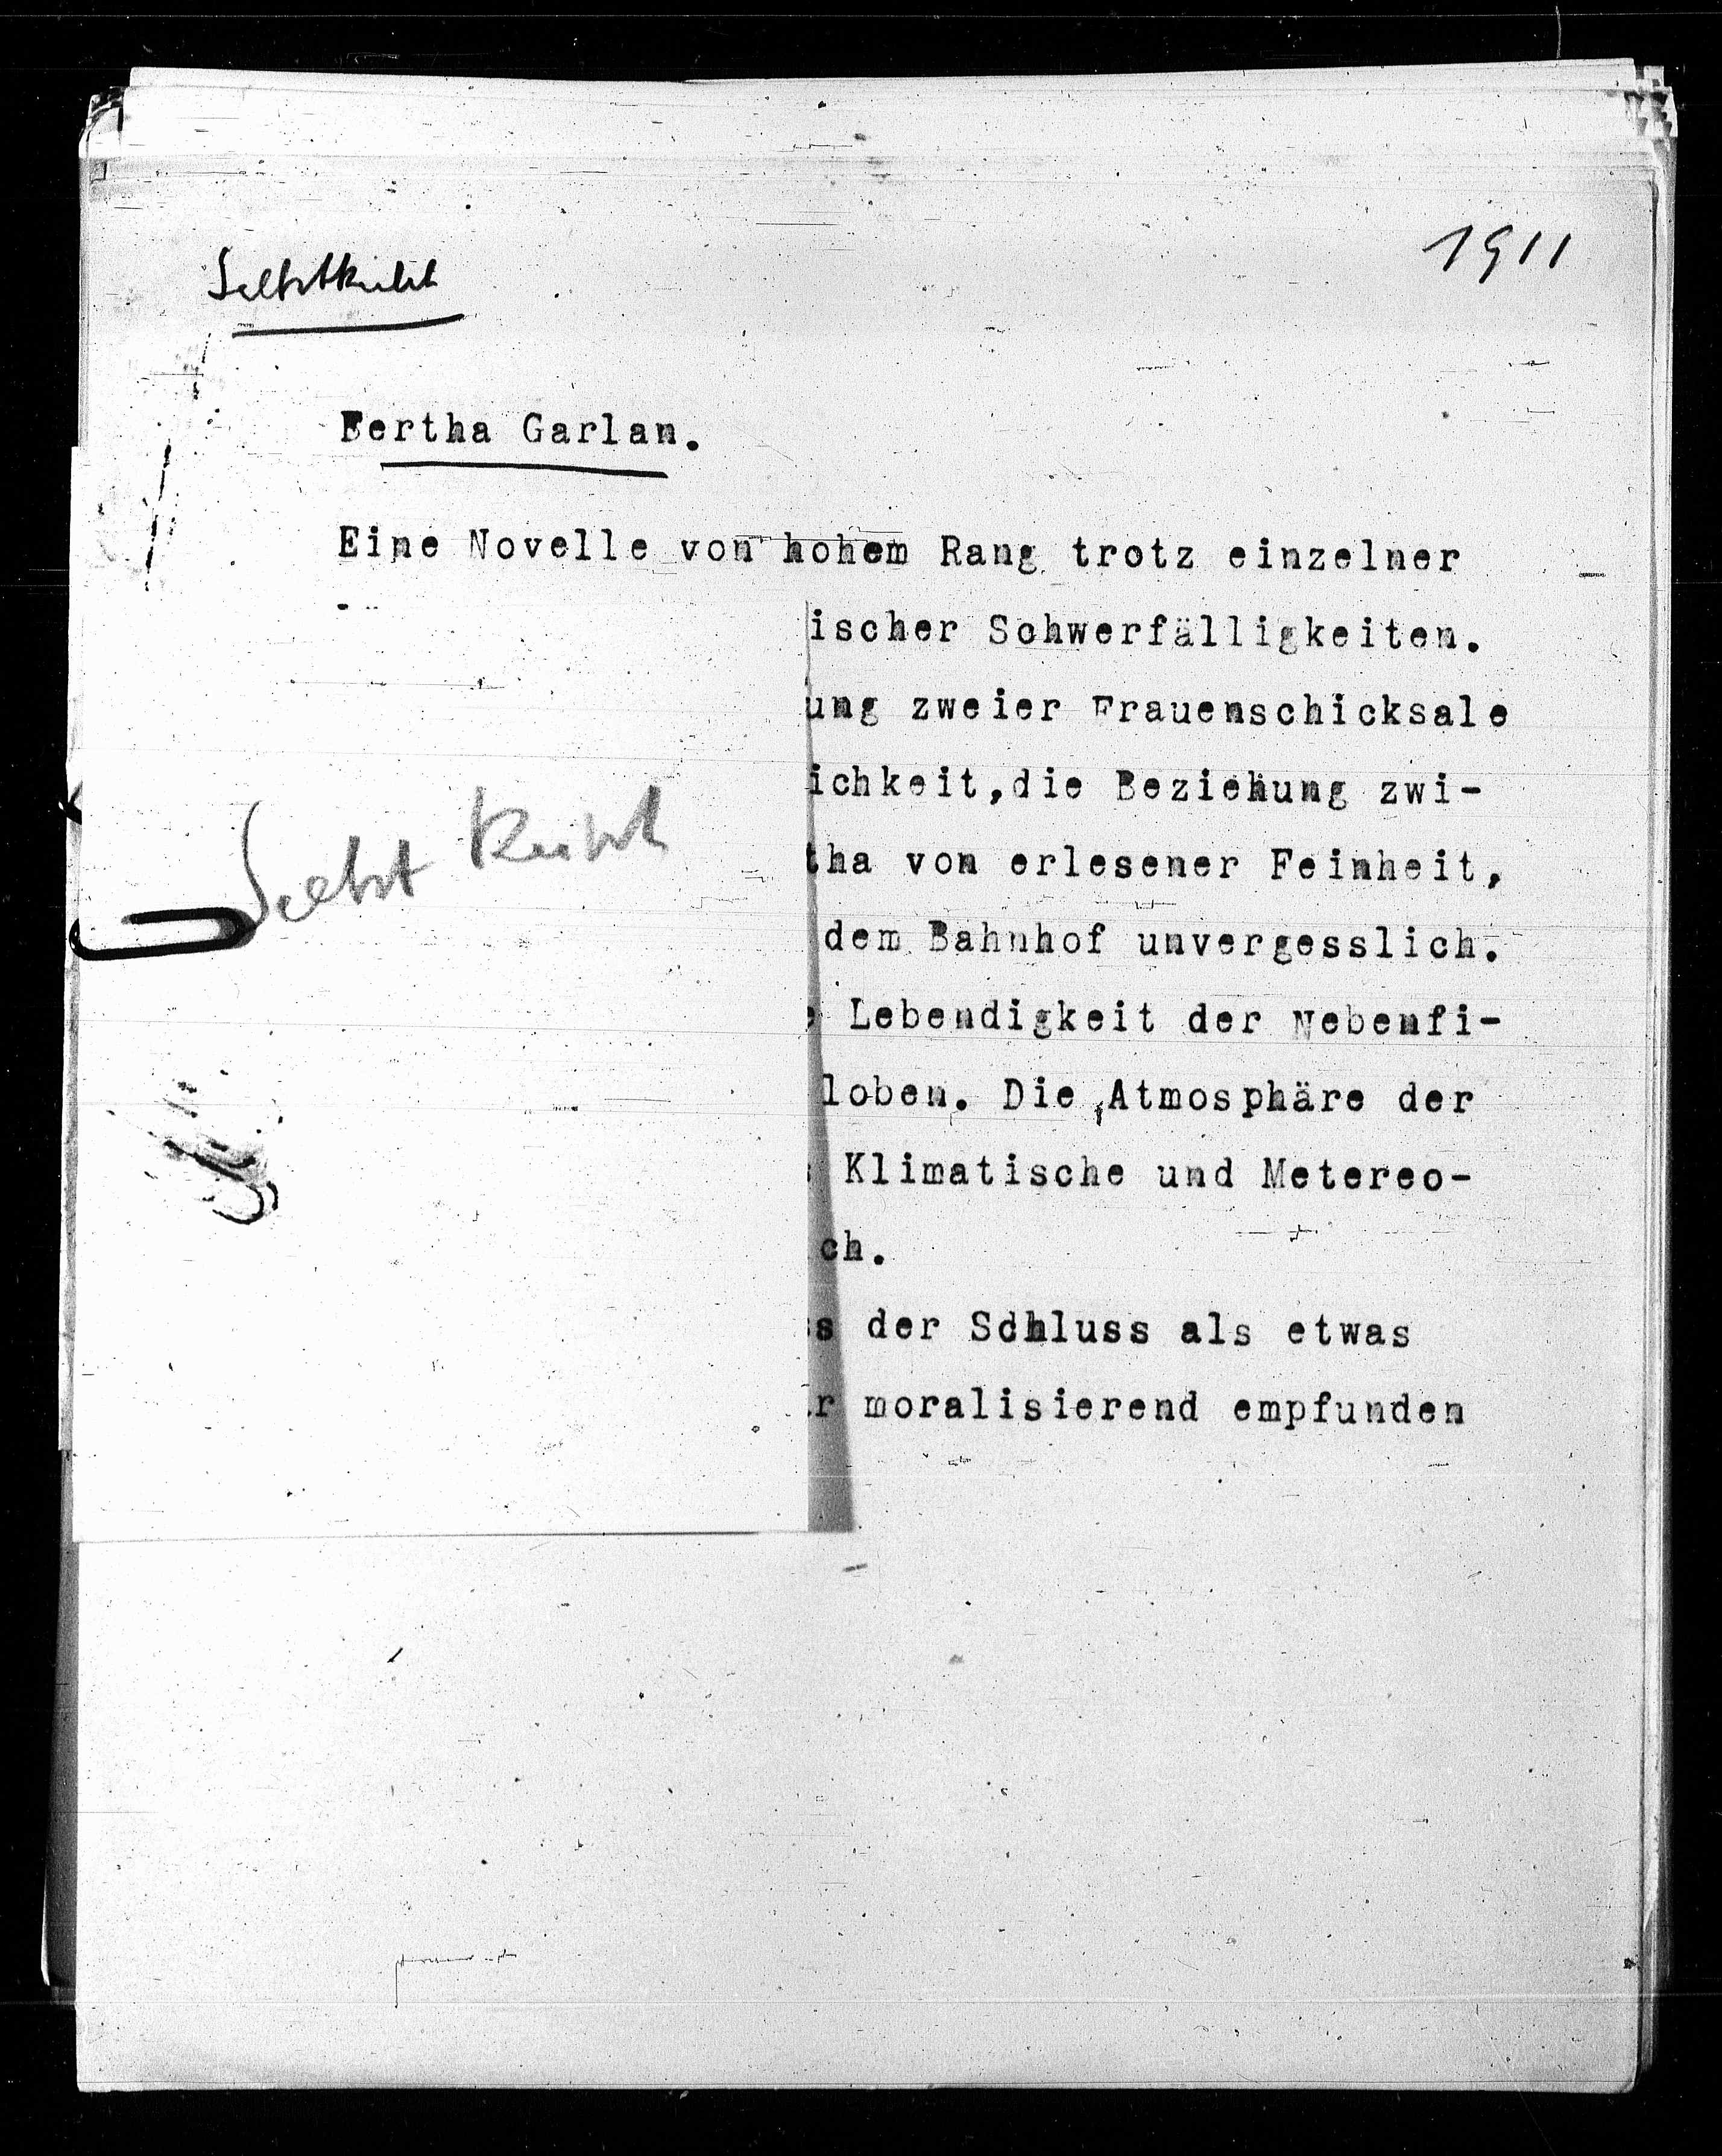 Selbstkritik
1911
Bertha Garlan.
Eine Novelle von hohem Rang trotz einzelner
ischer Schwerfälligkeiten.
ung zweier Frauenschicksale
ichkeit,die Beziehung zwi-
tha von erlesener Feinheit,
dem Bahnhof unvergesslich.
Lebendigkeit der Nebenfi-
loben. Die Atmosphäre der
Klimatische und Metereo-
ch.
s der Schluss als etwas
r moralisierend empfunden
Selbst Kritik